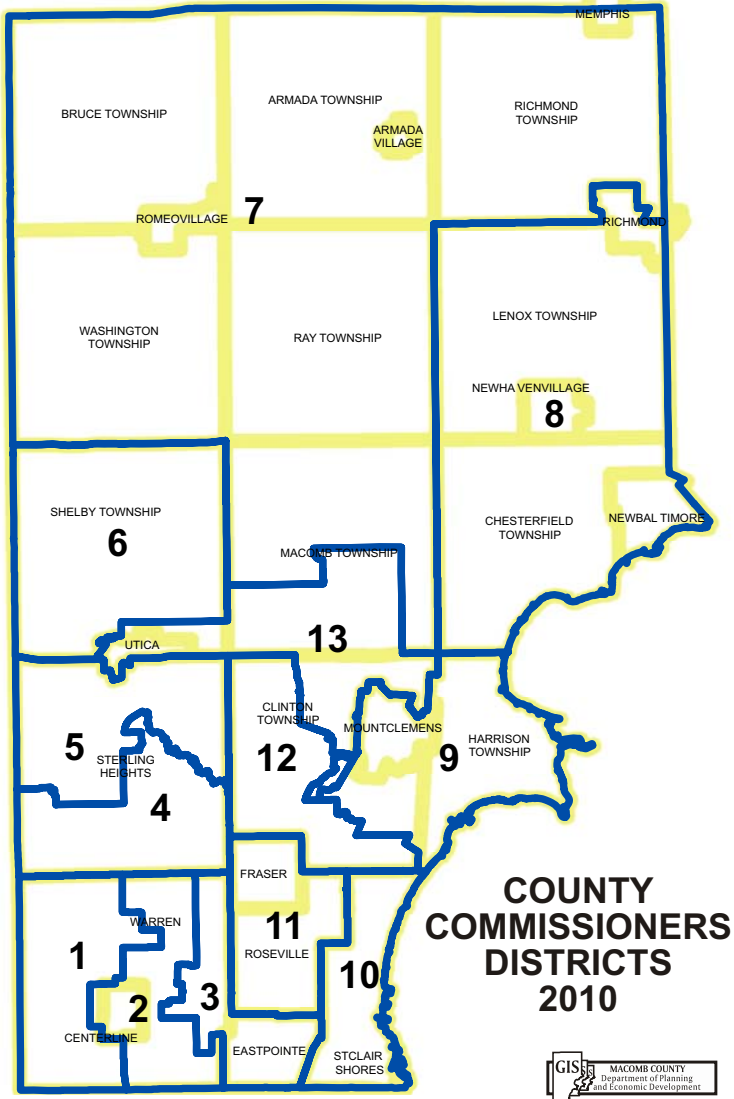 MEMPHIS
BRUCE TOWNSHIP
ARMADA TOWNSHIP
RICHMOND
TOWNSHIP
ARMADA
VILLAGE
ROMEOVILLAGE
7
RICHMOND
WASHINGTON
TOWNSHIP
RAY TOWNSHIP
LENOX TOWNSHIP
NEWHA VENVILLAGE
8
SHELBY TOWNSHIP
6
CHESTERFIELD
TOWNSHIP
NEWBAL TIMORE
MACOMB TOWNSHIP
UTICA
13
CLINTON
TOWNSHIP
12
MOUNTCLEMENS
HARRISON
TOWNSHIP
9
5
STERLING
HEIGHTS
4
FRASER
11
ROSEVILLE
WARREN
1
2
3
10
CENTERLINE
EASTPOINTE
STCLAIR
SHORES
COUNTY
COMMISSIONERS
DISTRICTS
2010
GIS
MACOMB COUNTY
Department of Planning
and Economic Development